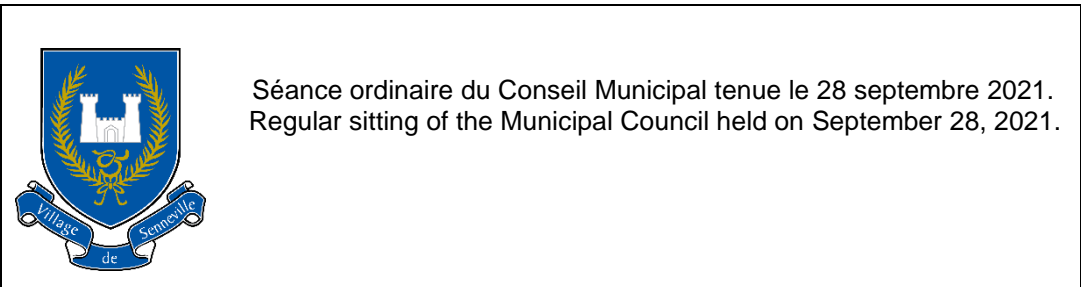 Séance ordinaire du Conseil Municipal tenue le 28 septembre 2021.
Regular sitting of the Municipal Council held on September 28, 2021.
Village
de
Senneville